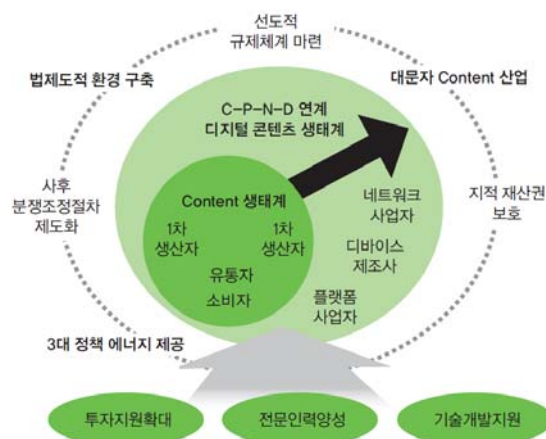 선도적
규제체계 마련
법제도적 환경 구축
대문자 Content 산업
C-P-N-D 연계
디지털 콘텐츠 생태계
사후
분쟁조정절차
제도화
Content 생태계
1차
생산자
1차
생산자
유통자
소비자
네트워크
사업자
디바이스
제조사
플랫폼
사업자
지적 재산권
보호
3대 정책 에너지 제공
투자지원확대
전문인력양성
기술개발지원